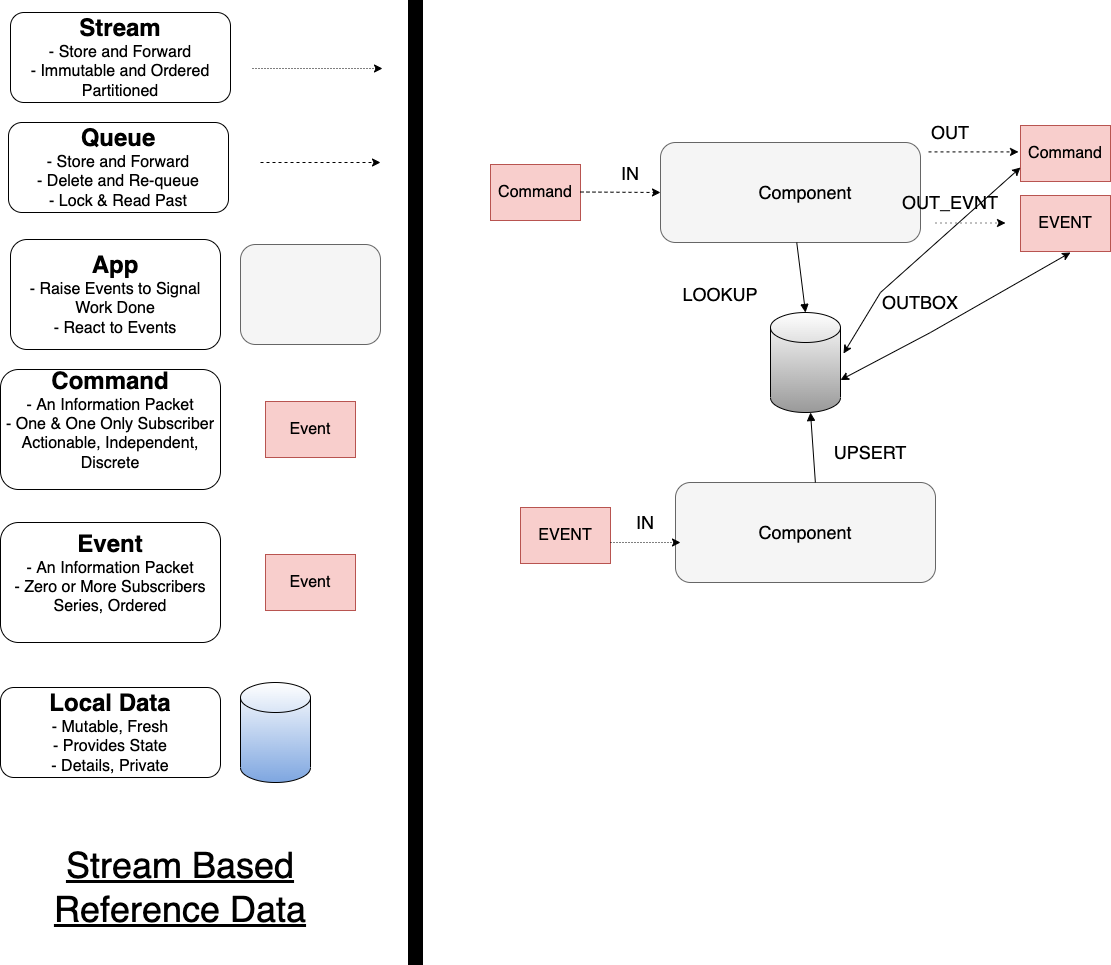 Stream
- Store and Forward
- Immutable and Ordered
Partitioned
Queue
- Store and Forward
- Delete and Re-queue
- Lock & Read Past
App
- Raise Events to Signal
Work Done
- React to Events
Command
- An Information Packet
- One & One Only Subscriber
Actionable, Independent,
Discrete
Event
Event
- An Information Packet
- Zero or More Subscribers
Series, Ordered
Event
Local Data
- Mutable, Fresh
- Provides State
- Details, Private
Stream Based
Reference Data
Command
IN
Component
OUT
Command
OUT_EVNT
EVENT
LOOKUP
OUTBOX
UPSERT
EVENT
IN
Component